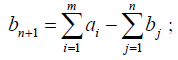 b_{n+1} = \sum_{i=1}^{m} a_i - \sum_{j=1}^{n} b_j ;